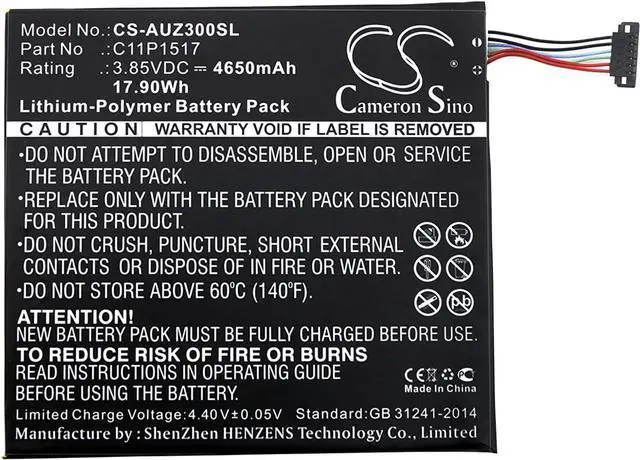 Model No.:CS-AUZ300SL
Part No. :C11P1517
Rating :3.85VDC ⎓ 4650mAh
17.90Wh
Lithium-Polymer Battery Pack
CS
Cameron Sino
CAUTION WARRANTY VOID IF LABEL IS REMOVED
•DO NOT ATTEMPT TO DISASSEMBLE, OPEN OR SERVICE
THE BATTERY PACK.
•REPLACE ONLY WITH THE BATTERY PACK DESIGNATED
FOR THIS PRODUCT.
•DO NOT CRUSH, PUNCTURE, SHORT EXTERNAL
CONTACTS OR DISPOSE OF IN FIRE OR WATER.
•DO NOT STORE ABOVE 60℃ (140℉).
ATTENTION:
NEW BATTERY PACK MUST BE FULLY CHARGED BEFORE USE.
TO REDUCE RISK OF FIRE OR BURNS
READ INSTRUCTIONS IN OPERATING GUIDE
BEFORE USING BATTERY PACK.
Pb
CE
Made In China
Limited Charge Voltage:4.40V±0.05V Standard:GB 31241-2014
Manufacture by:ShenZhen HENZENS Technology Co., Ltd.